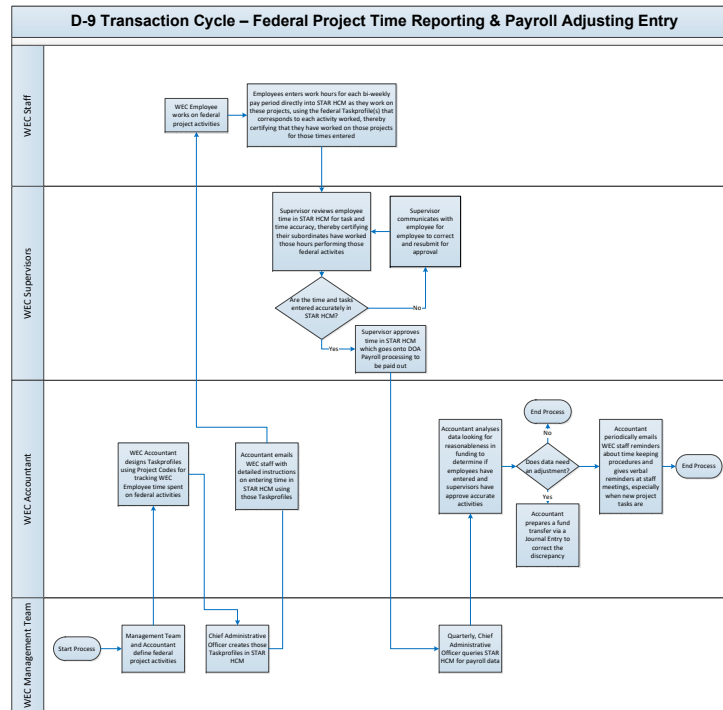 D-9 Transaction Cycle – Federal Project Time Reporting & Payroll Adjusting Entry
WEC Staff
WEC Employee
works on federal
project activities
Employees enters work hours for each bi-weekly
pay period directly into STAR HCM as they work on
these projects, using the federal Taskprofile(s) that
corresponds to each activity worked, thereby
certifying that they have worked on those projects
for those times entered
WEC Supervisors
Supervisor reviews employee
time in STAR HCM for task and
time accuracy, thereby certifying
their subordinates have worked
those hours performing those
federal activites
Supervisor
communicates with
employee for
employee to correct
and resubmit for
approval
Are the time and tasks
entered accurately in
STAR HCM?
No
Yes
Supervisor approves
time in STAR HCM
which goes onto DOA
Payroll processing to
be paid out
WEC Accountant
WEC Accountant
designs Taskprofiles
using Project Codes for
tracking WEC
Employee time spent
on federal activities
Accountant emails
WEC staff with
detailed instructions
on entering time in
STAR HCM using
those Taskprofiles
Accountant analyses
data looking for
reasonableness in
funding to determine if
employees have
entered and
supervisors have
approve accurate
activities
End Process
No
Does data need
an adjustment?
Yes
Accountant
prepares a fund
transfer via a
Journal Entry to
correct the
discrepancy
Accountant
periodically emails
WEC staff reminders
about time keeping
procedures and
gives verbal
reminders at staff
meetings, especially
when new project
tasks are
End Process
WEC Management Team
Start Process
Management Team
and Accountant
define federal
project activities
Chief Administrative
Officer creates those
Taskprofiles in STAR
HCM
Quarterly, Chief
Administrative
Officer queries STAR
HCM for payroll data